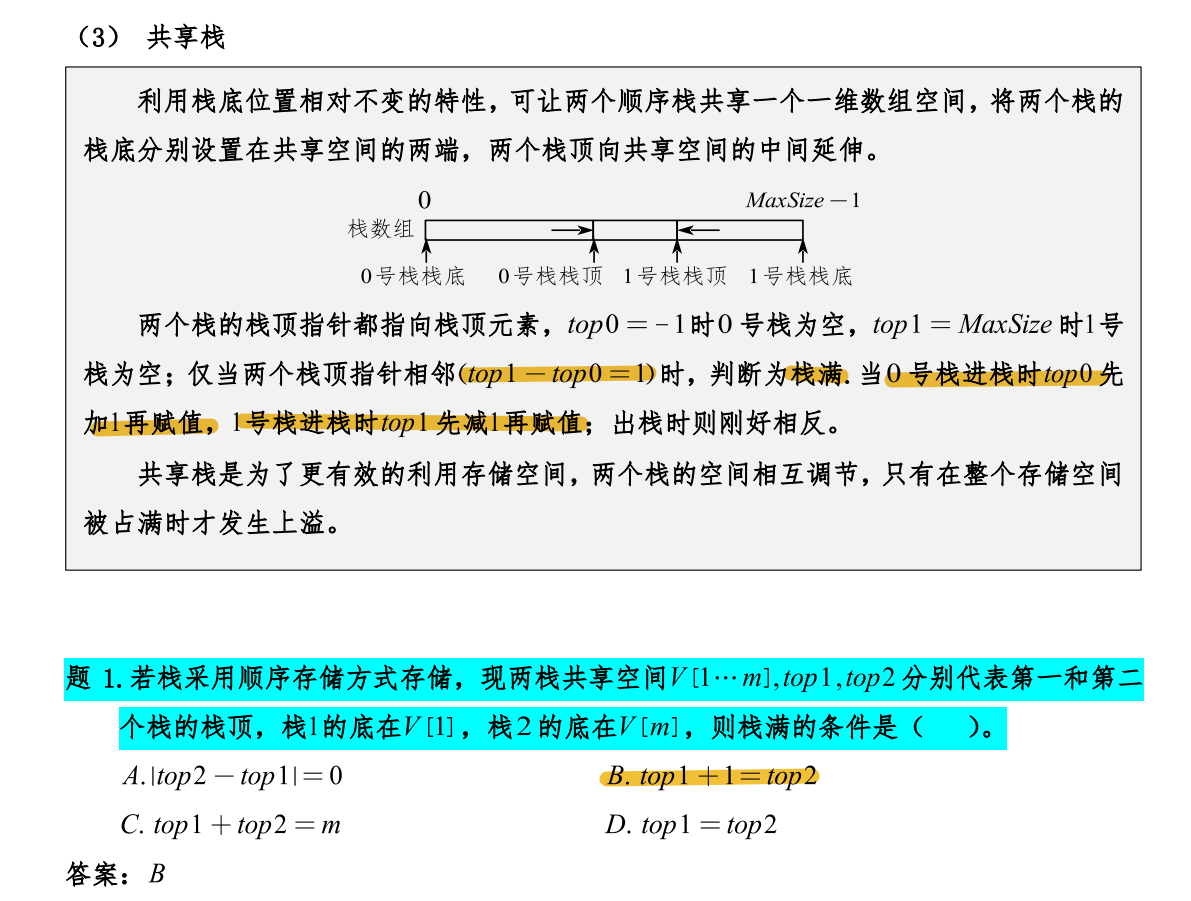 （3） 共享栈
利用栈底位置相对不变的特性，可让两个顺序栈共享一个一维数组空间，将两个栈的
栈底分别设置在共享空间的两端，两个栈顶向共享空间的中间延伸。
0 MaxSize－1
栈数组
0号栈栈底 0号栈栈顶 1号栈栈顶 1号栈栈底
两个栈的栈顶指针都指向栈顶元素，top0＝-1时0 号栈为空，top1＝MaxSize 时1号
栈为空；仅当两个栈顶指针相邻(top1－top0＝1)时，判断为栈满. 当0 号栈进栈时top0 先
加1再赋值，1号栈进栈时top1 先减1再赋值；出栈时则刚好相反。
共享栈是为了更有效的利用存储空间，两个栈的空间相互调节，只有在整个存储空间
被占满时才发生上溢。
题 1. 若栈采用顺序存储方式存储，现两栈共享空间V[1⋯m],top1,top2 分别代表第一和第二
个栈的栈顶，栈1的底在V[1]，栈2 的底在V[m]，则栈满的条件是（ ）。
A.|top2－top1|＝0 B. top1＋1＝top2
C. top1＋top2＝m D. top1＝top2
答案：B